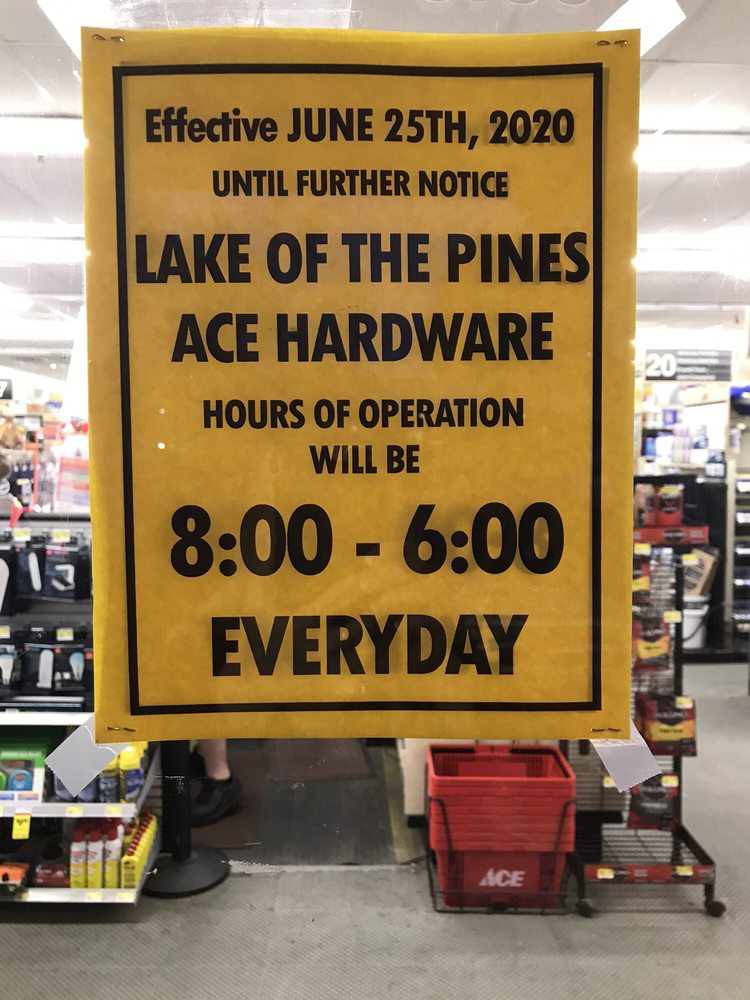 Effective JUNE 25TH, 2020
UNTIL FURTHER NOTICE
LAKE OF THE PINES
ACE HARDWARE
HOURS OF OPERATION
WILL BE
8:00 - 6:00
EVERYDAY
20
ACE